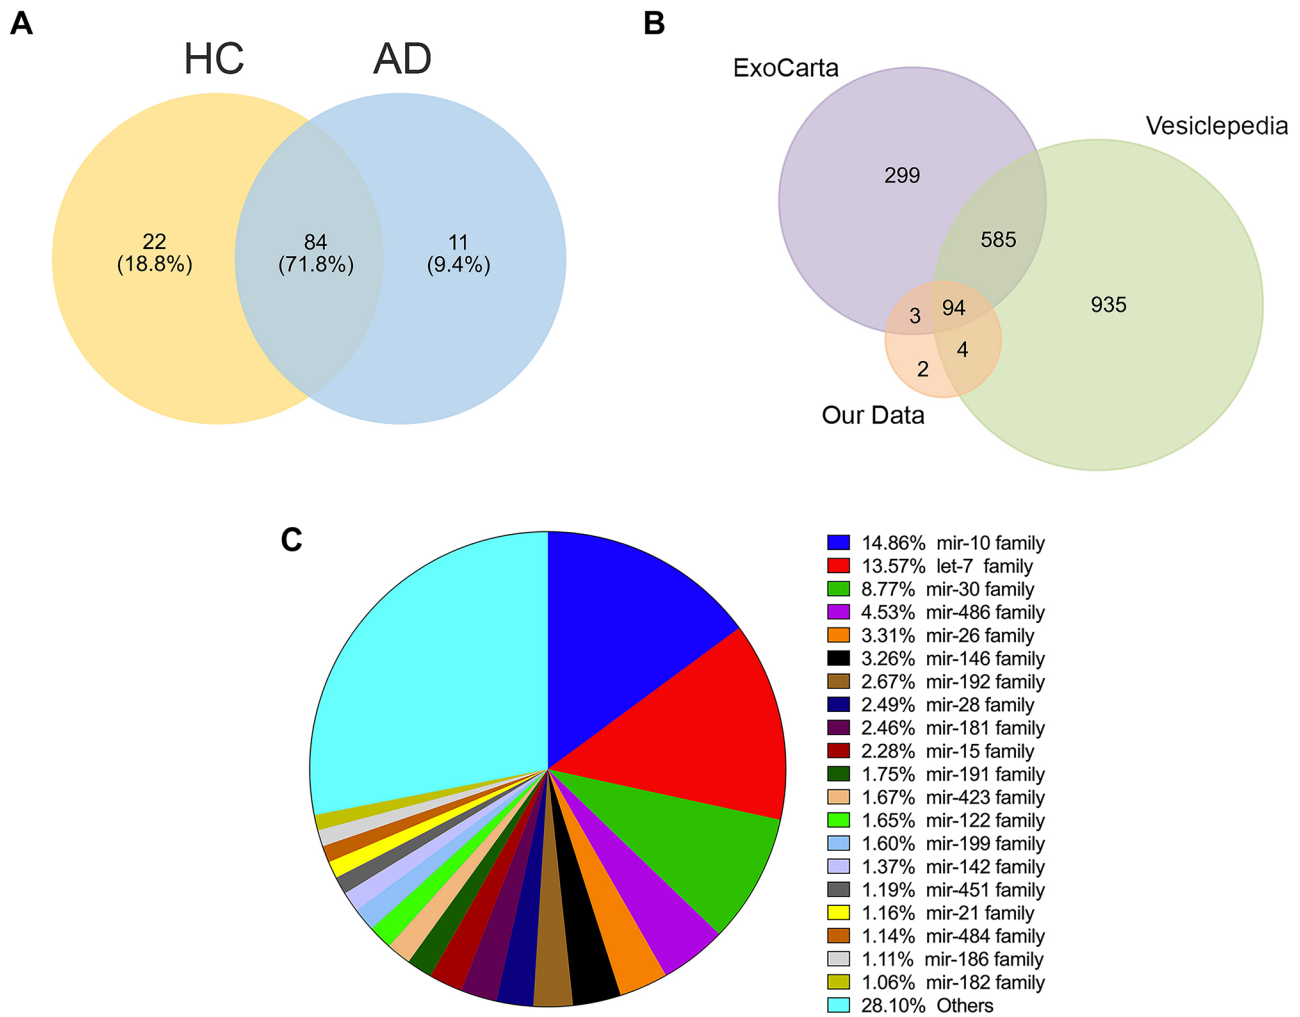 A
HC
AD
22
(18.8%)
84
(71.8%)
11
(9.4%)
B
ExoCarta
Vesiclepedia
299
585
935
3
94
4
2
Our Data
C
14.86% mir-10 family
13.57% let-7 family
8.77% mir-30 family
4.53% mir-486 family
3.31% mir-26 family
3.26% mir-146 family
2.67% mir-192 family
2.49% mir-28 family
2.46% mir-181 family
2.28% mir-15 family
1.75% mir-191 family
1.67% mir-423 family
1.65% mir-122 family
1.60% mir-199 family
1.37% mir-142 family
1.19% mir-451 family
1.16% mir-21 family
1.14% mir-484 family
1.11% mir-186 family
1.06% mir-182 family
28.10% Others